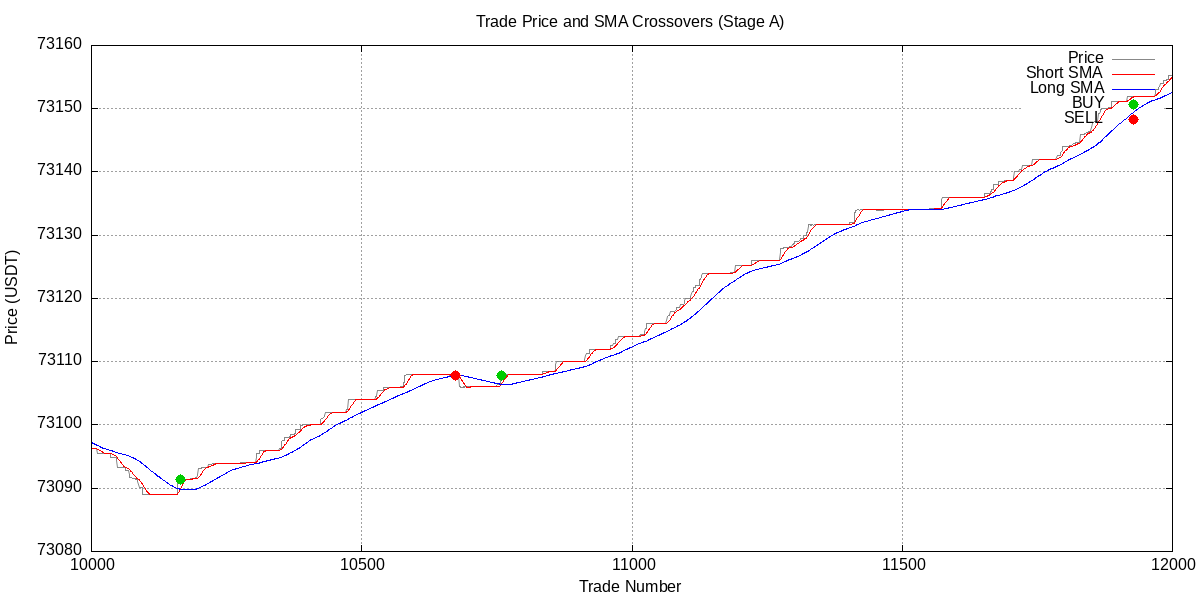 Trade Price and SMA Crossovers (Stage A)
73160
73150
73140
73130
73120
73110
73100
73090
73080
Price (USDT)
Price
Short SMA
Long SMA
BUY
SELL
10000
10500
11000
11500
12000
Trade Number